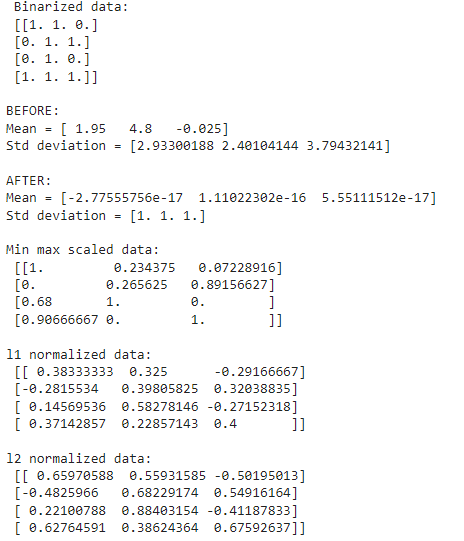 Binarized data:
[[1. 1. 0.]
[0. 1. 1.]
[0. 1. 0.]
[1. 1. 1.]]
BEFORE:
Mean = [ 1.95 4.8 -0.025]
Std deviation = [2.93300188 2.40104144 3.79432141]
AFTER:
Mean = [-2.77555756e-17 1.11022302e-16 5.55111512e-17]
Std deviation = [1. 1. 1.]
Min max scaled data:
[[1. 0.234375 0.07228916]
[0. 0.265625 0.89156627]
[0.68 1. 0. ]
[0.90666667 0. 1. ]]
l1 normalized data:
[[ 0.38333333 0.325 -0.29166667]
[-0.2815534 0.39805825 0.32038835]
[ 0.14569536 0.58278146 -0.27152318]
[ 0.37142857 0.22857143 0.4 ]]
l2 normalized data:
[[ 0.65970588 0.55931585 -0.50195013]
[-0.4825966 0.68229174 0.54916164]
[ 0.22100788 0.88403154 -0.41187833]
[ 0.62764591 0.38624364 0.67592637]]